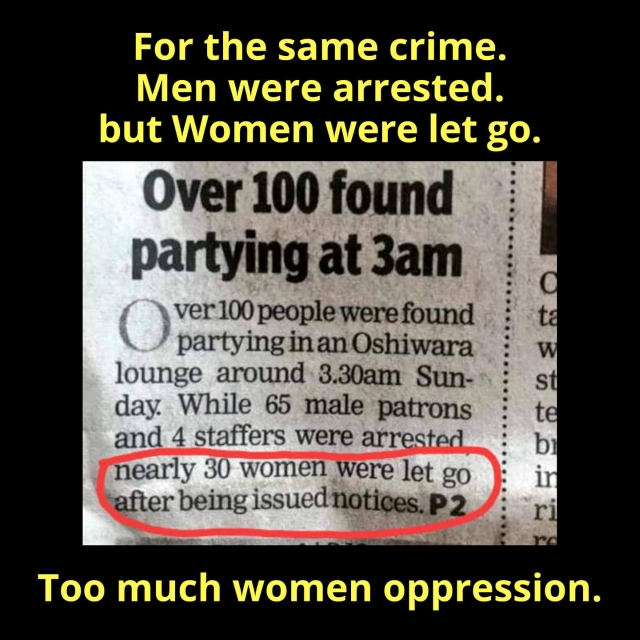 For the same crime.
Men were arrested.
but Women were let go.
Over 100 found
partying at 3am
Over 100 people were found
partying in an Oshiwara
lounge around 3.30am Sun-
day. While 65 male patrons
and 4 staffers were arrested
nearly 30 women were let go
after being issued notices. P2
Too much women oppression.